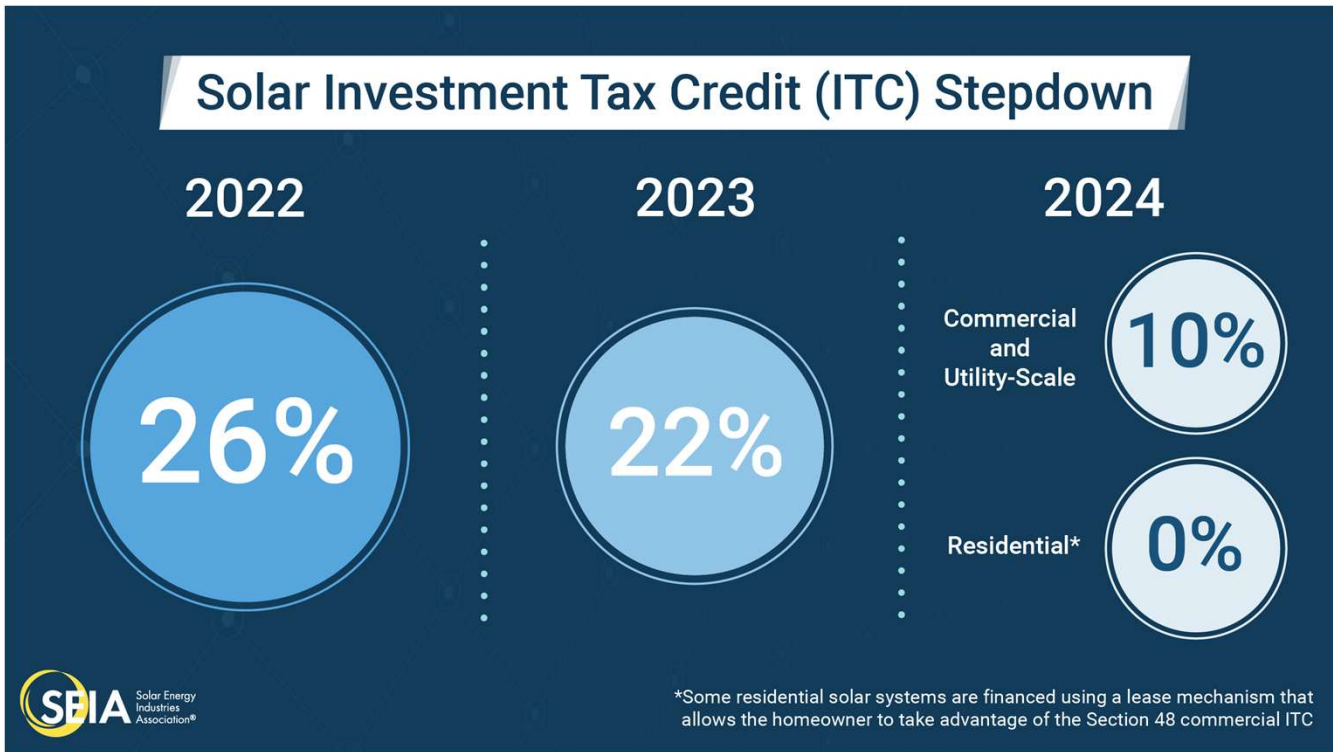 Solar Investment Tax Credit (ITC) Stepdown
2022
26%
2023
22%
2024
Commercial
and
Utility-Scale
10%
Residential*
0%
SEIA
Solar Energy
Industries
Association®
*Some residential solar systems are financed using a lease mechanism that
allows the homeowner to take advantage of the Section 48 commercial ITC